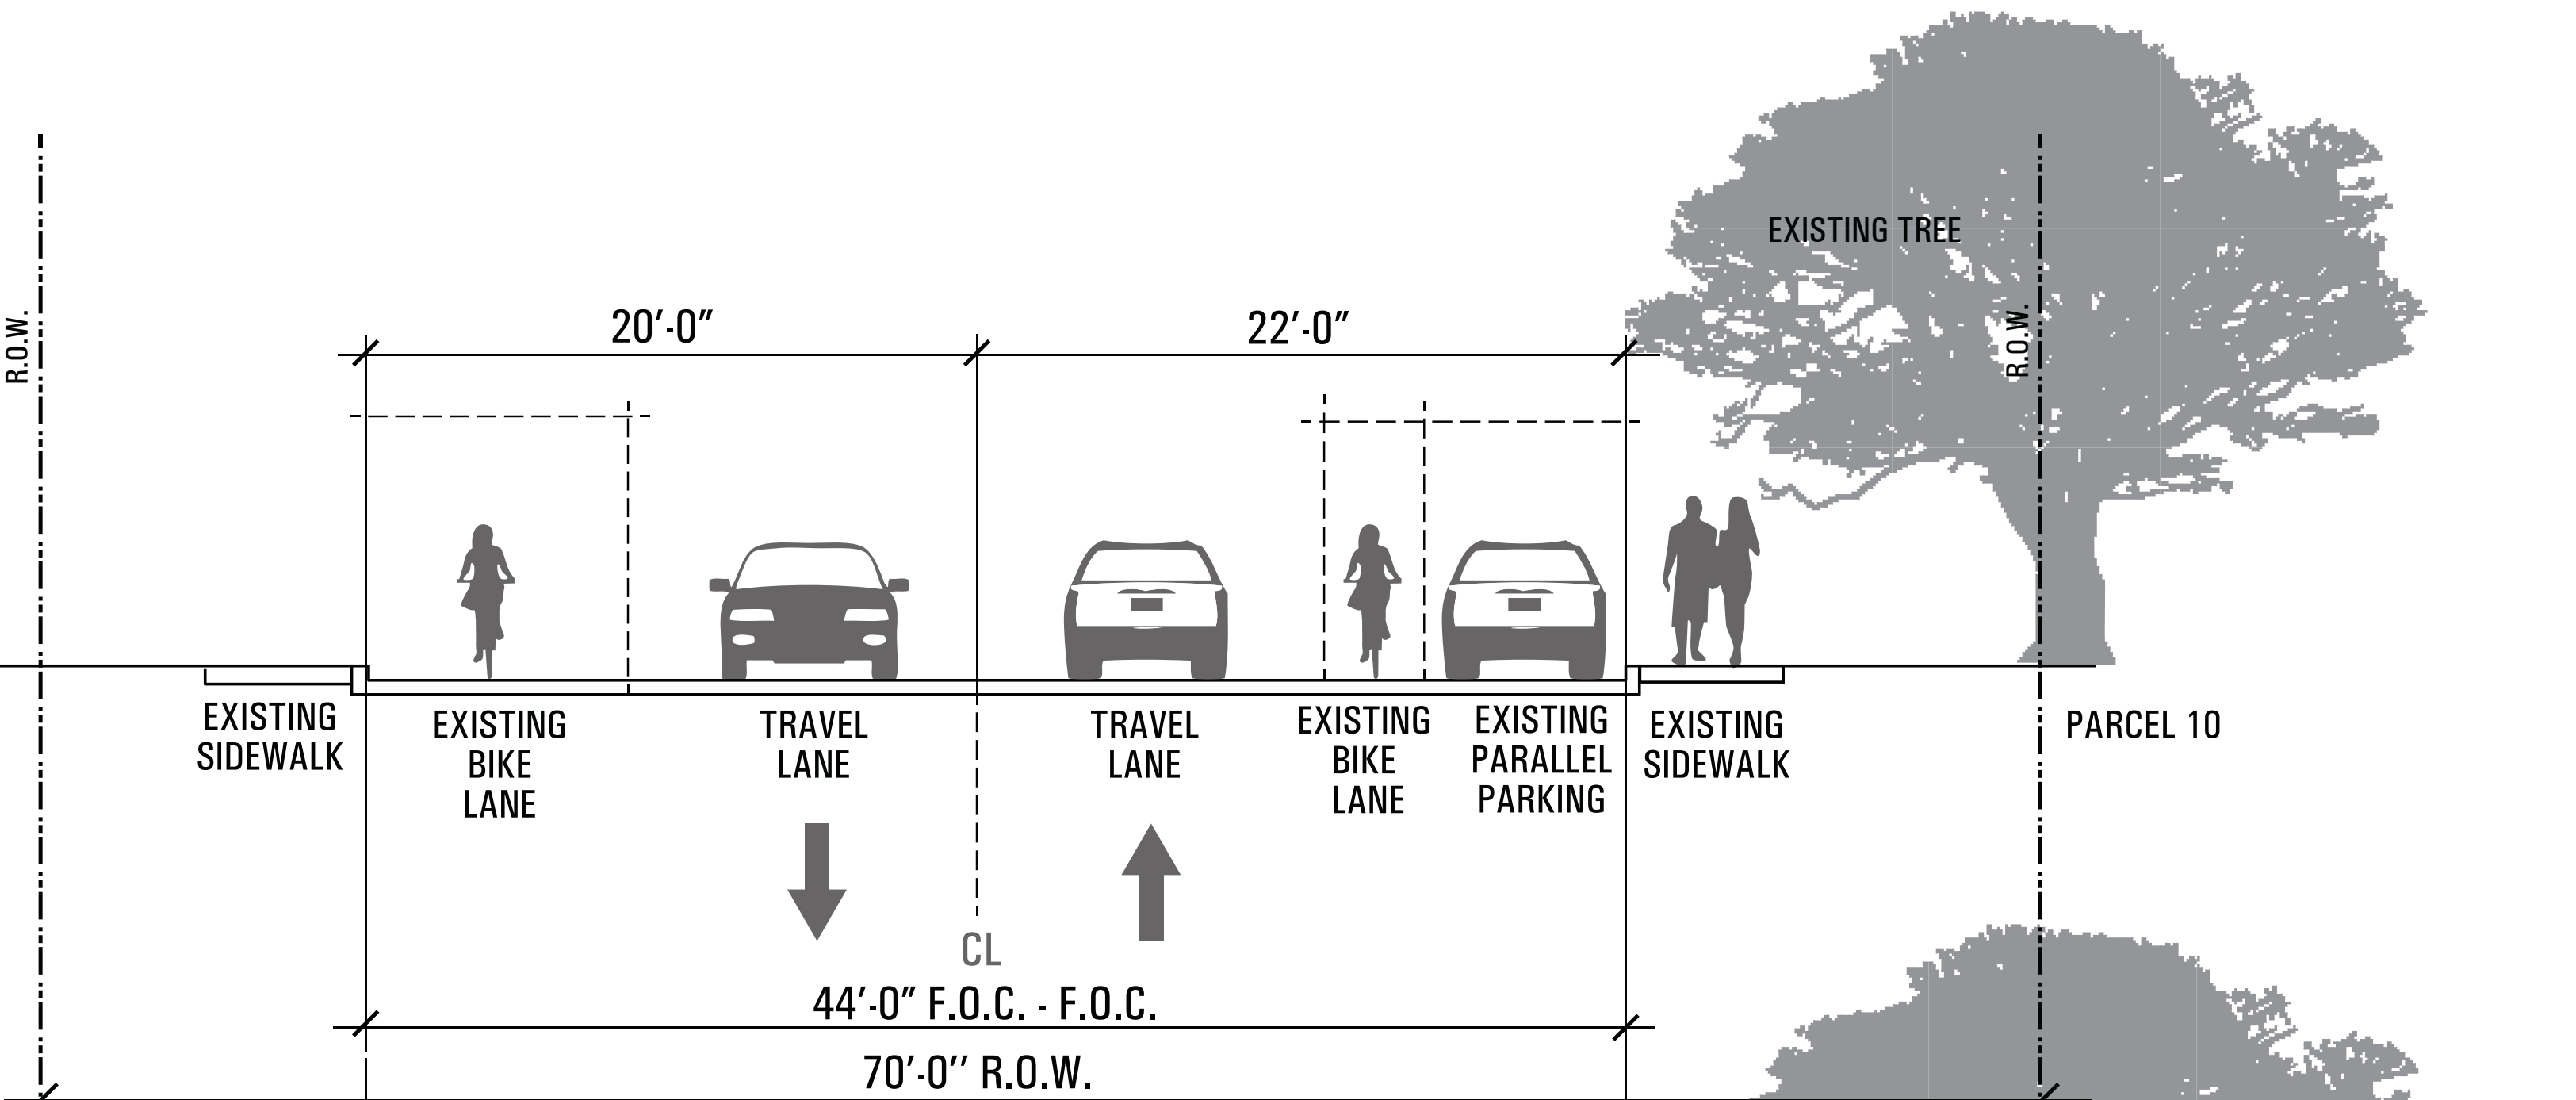 EXISTING TREE
R.O.W.
R.O.W.
20'-0"
22'-0"
EXISTING
SIDEWALK
EXISTING
BIKE
LANE
TRAVEL
LANE
TRAVEL
LANE
EXISTING
BIKE
LANE
EXISTING
PARALLEL
PARKING
EXISTING
SIDEWALK
PARCEL 10
CL
44'-0" F.O.C. - F.O.C.
70'-0'' R.O.W.